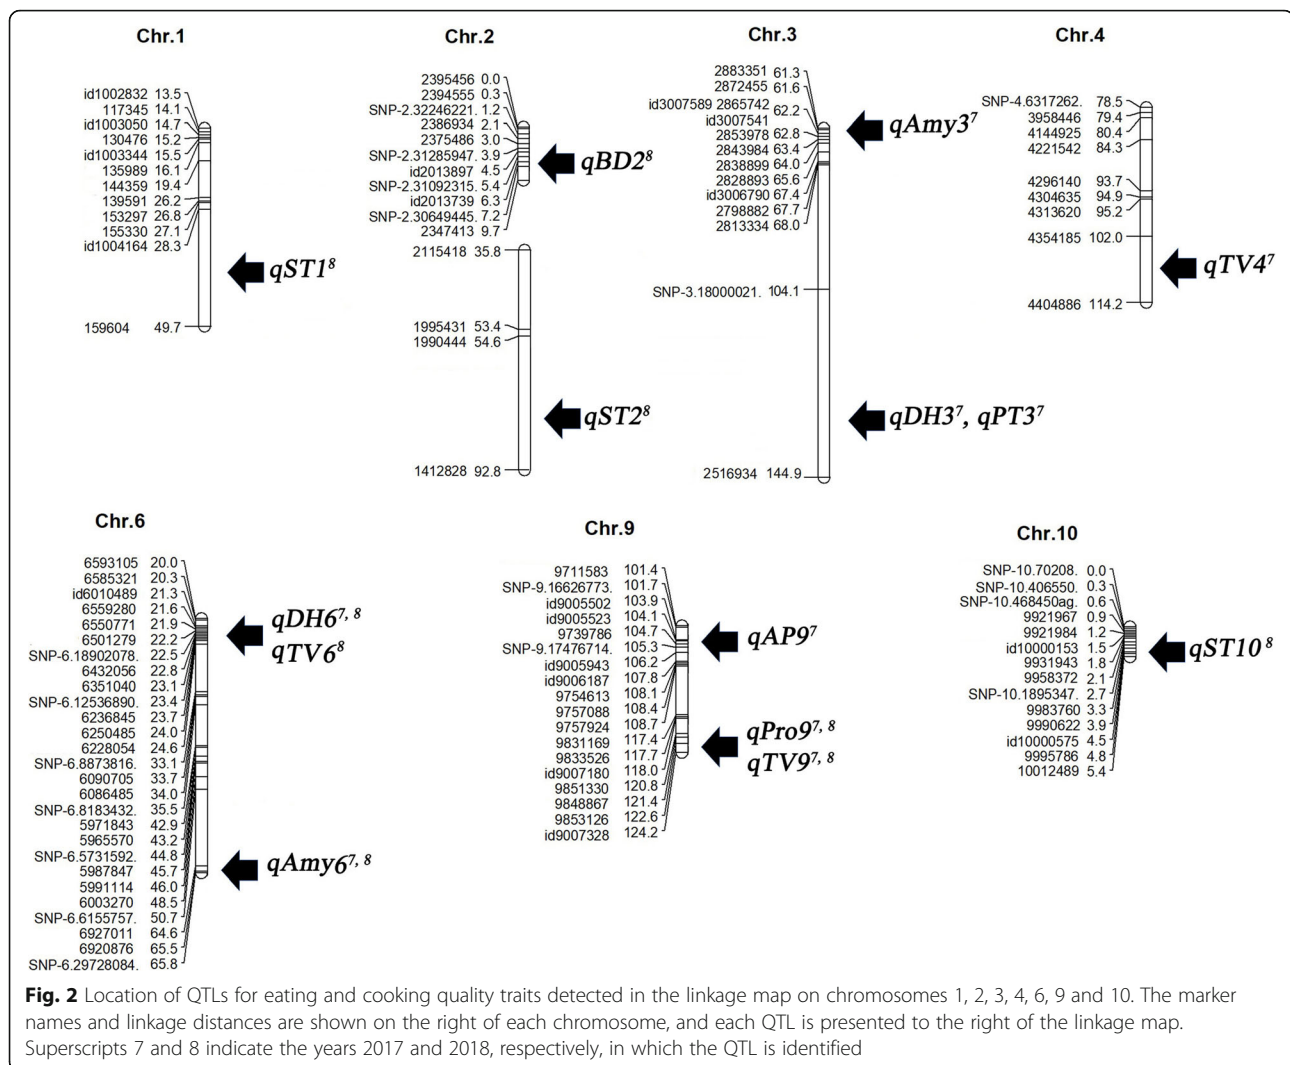 Chr.1
id1002832 13.5
117345 14.1
id1003050 14.7
130476 15.2
id1003344 15.5
135989 16.1
144359 19.4
139591 26.2
153297 26.8
155330 27.1
id1004164 28.3
159604 49.7
qST1⁸
Chr.2
2395456 0.0
2394555 0.3
SNP-2.32246221. 1.2
2386934 2.1
2375486 3.0
SNP-2.31285947. 3.9
id2013897 4.5
SNP-2.31092315. 5.4
id2013739 6.3
SNP-2.30649445. 7.2
2347413 9.7
qBD2⁸
2115418 35.8
1995431 53.4
1990444 54.6
1412828 92.8
qST2⁸
Chr.3
2883351 61.3
2872455 61.6
id3007589 2865742 62.2
id3007541
2853978 62.8
2843984 63.4
2838899 64.0
2828893 65.6
id3006790 67.4
2798882 67.7
2813334 68.0
SNP-3.18000021. 104.1
2516934 144.9
qAmy3⁷
qDH3⁷, qPT3⁷
Chr.4
SNP-4.6317262. 78.5
3958446 79.4
4144925 80.4
4221542 84.3
4296140 93.7
4304635 94.9
4313620 95.2
4354185 102.0
4404886 114.2
qTV4⁷
Chr.6
6593105 20.0
6585321 20.3
id6010489 21.3
6559280 21.6
6550771 21.9
6501279 22.2
SNP-6.18902078. 22.5
6432056 22.8
6351040 23.1
SNP-6.12536890. 23.4
6236845 23.7
6250485 24.0
6228054 24.6
SNP-6.8873816. 33.1
6090705 33.7
6086485 34.0
SNP-6.8183432. 35.5
5971843 42.9
5965570 43.2
SNP-6.5731592. 44.8
5987847 45.7
5991114 46.0
6003270 48.5
SNP-6.6155757. 50.7
6927011 64.6
6920876 65.5
SNP-6.29728084. 65.8
qDH6⁷,⁸
qTV6⁸
qAmy6⁷,⁸
Chr.9
9711583 101.4
SNP-9.16626773. 101.7
id9005502 103.9
id9005523 104.1
9739786 104.7
SNP-9.17476714. 105.3
id9005943 106.2
id9006187 107.8
9754613 108.1
9757088 108.4
9757924 108.7
9831169 117.4
9833526 117.7
id9007180 118.0
9851330 120.8
9848867 121.4
9853126 122.6
id9007328 124.2
qAP9⁷
qPro9⁷,⁸
qTV9⁷,⁸
Chr.10
SNP-10.70208. 0.0
SNP-10.406550. 0.3
SNP-10.468450ag. 0.6
9921967 0.9
9921984 1.2
id10000153 1.5
9931943 1.8
9958372 2.1
SNP-10.1895347. 2.7
9983760 3.3
9990622 3.9
id10000575 4.5
9995786 4.8
10012489 5.4
qST10⁸
Fig. 2 Location of QTLs for eating and cooking quality traits detected in the linkage map on chromosomes 1, 2, 3, 4, 6, 9 and 10. The marker
names and linkage distances are shown on the right of each chromosome, and each QTL is presented to the right of the linkage map.
Superscripts 7 and 8 indicate the years 2017 and 2018, respectively, in which the QTL is identified